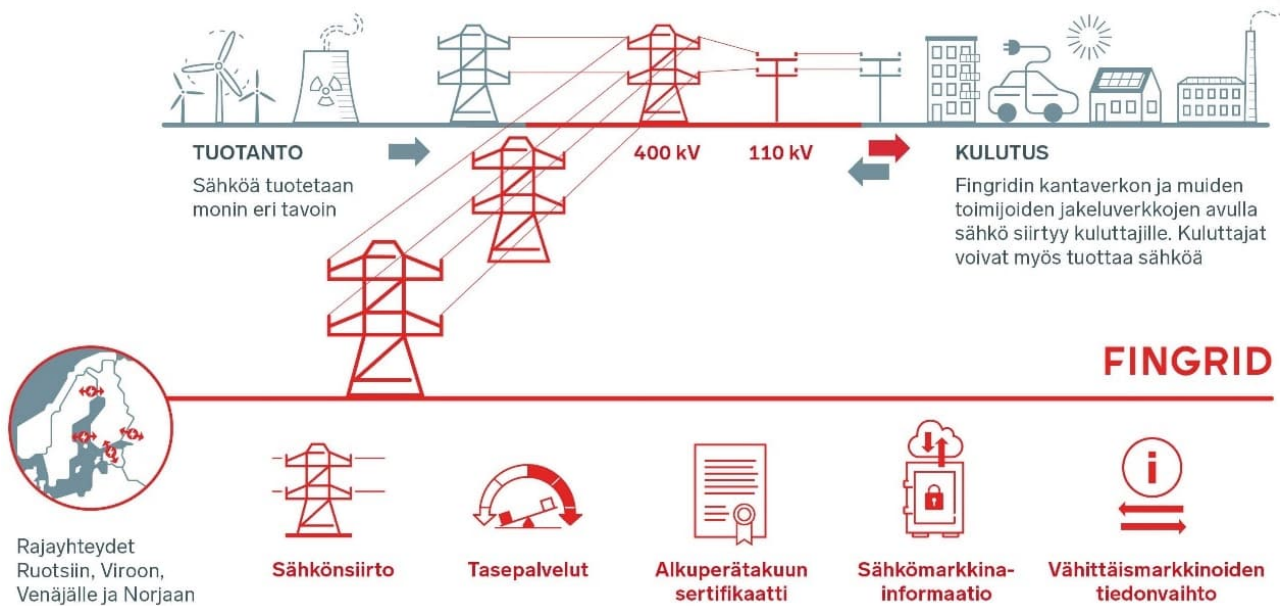 TUOTANTO
Sähköä tuotetaan
monin eri tavoin
400 kV
110 kV
KULUTUS
Fingridin kantaverkon ja muiden
toimijoiden jakeluverkkojen avulla
sähkö siirtyy kuluttajille. Kuluttajat
voivat myös tuottaa sähköä
FINGRID
Rajayhteydet
Ruotsiin, Viroon,
Venäjälle ja Norjaan
Sähkönsiirto
Tasepalvelut
Alkuperätakuun
sertifikaatti
Sähkömarkkina-
informaatio
i
Vähittäismarkkinoiden
tiedonvaihto